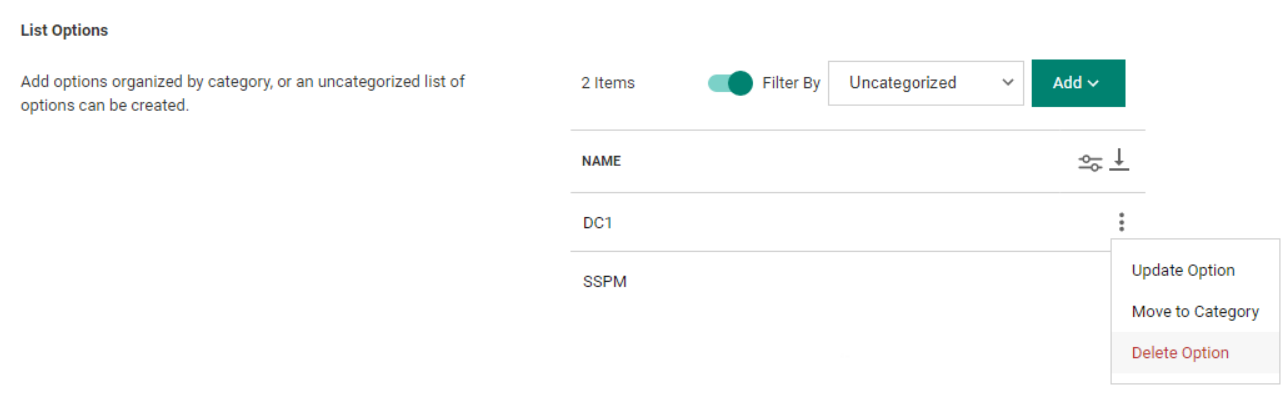 List Options
Add options organized by category, or an uncategorized list of
options can be created.
2 Items
Filter By
Uncategorized
Add
NAME
DC1
SSPM
Update Option
Move to Category
Delete Option